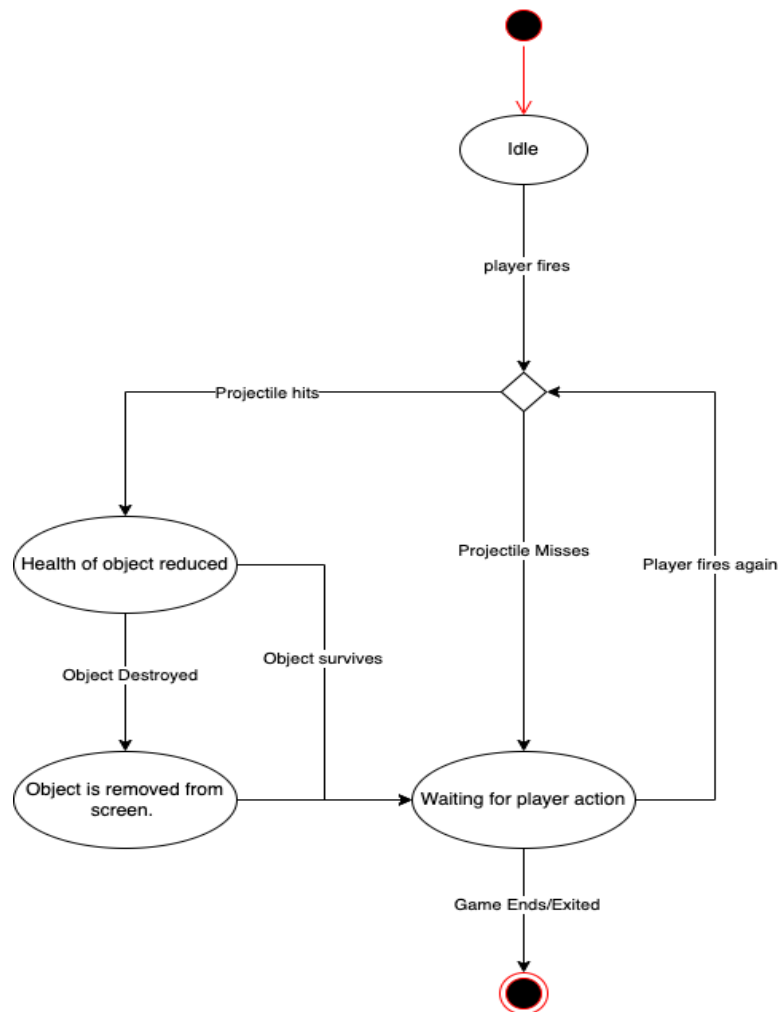 Idle
player fires
Projectile hits
Health of object reduced
Projectile Misses
Player fires again
Object survives
Object Destroyed
Object is removed from
screen.
Waiting for player action
Game Ends/Exited